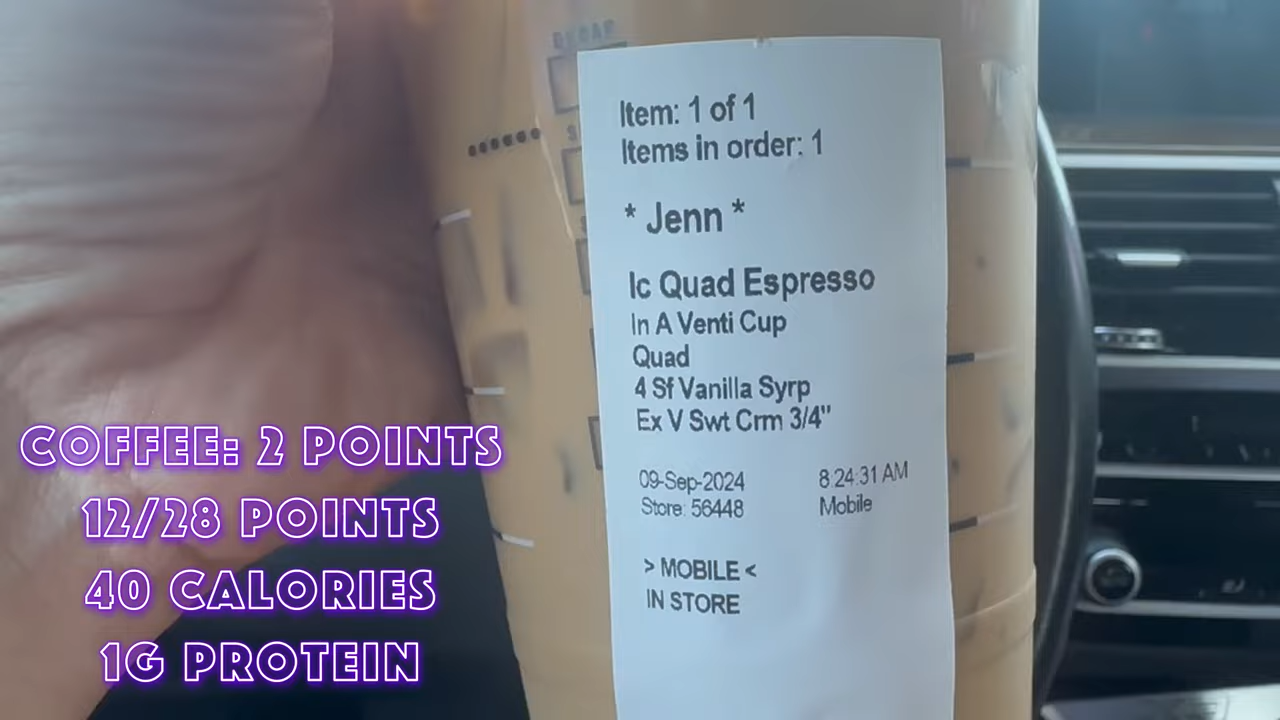 DECAF
Item: 1 of 1
Items in order: 1
* Jenn *
Ic Quad Espresso
In A Venti Cup
Quad
4 Sf Vanilla Syrp
Ex V Swt Crm 3/4"
09-Sep-2024 8:24:31 AM
Store: 56448 Mobile
> MOBILE <
IN STORE
COFFEE: 2 POINTS
12/28 POINTS
40 CALORIES
1G PROTEIN